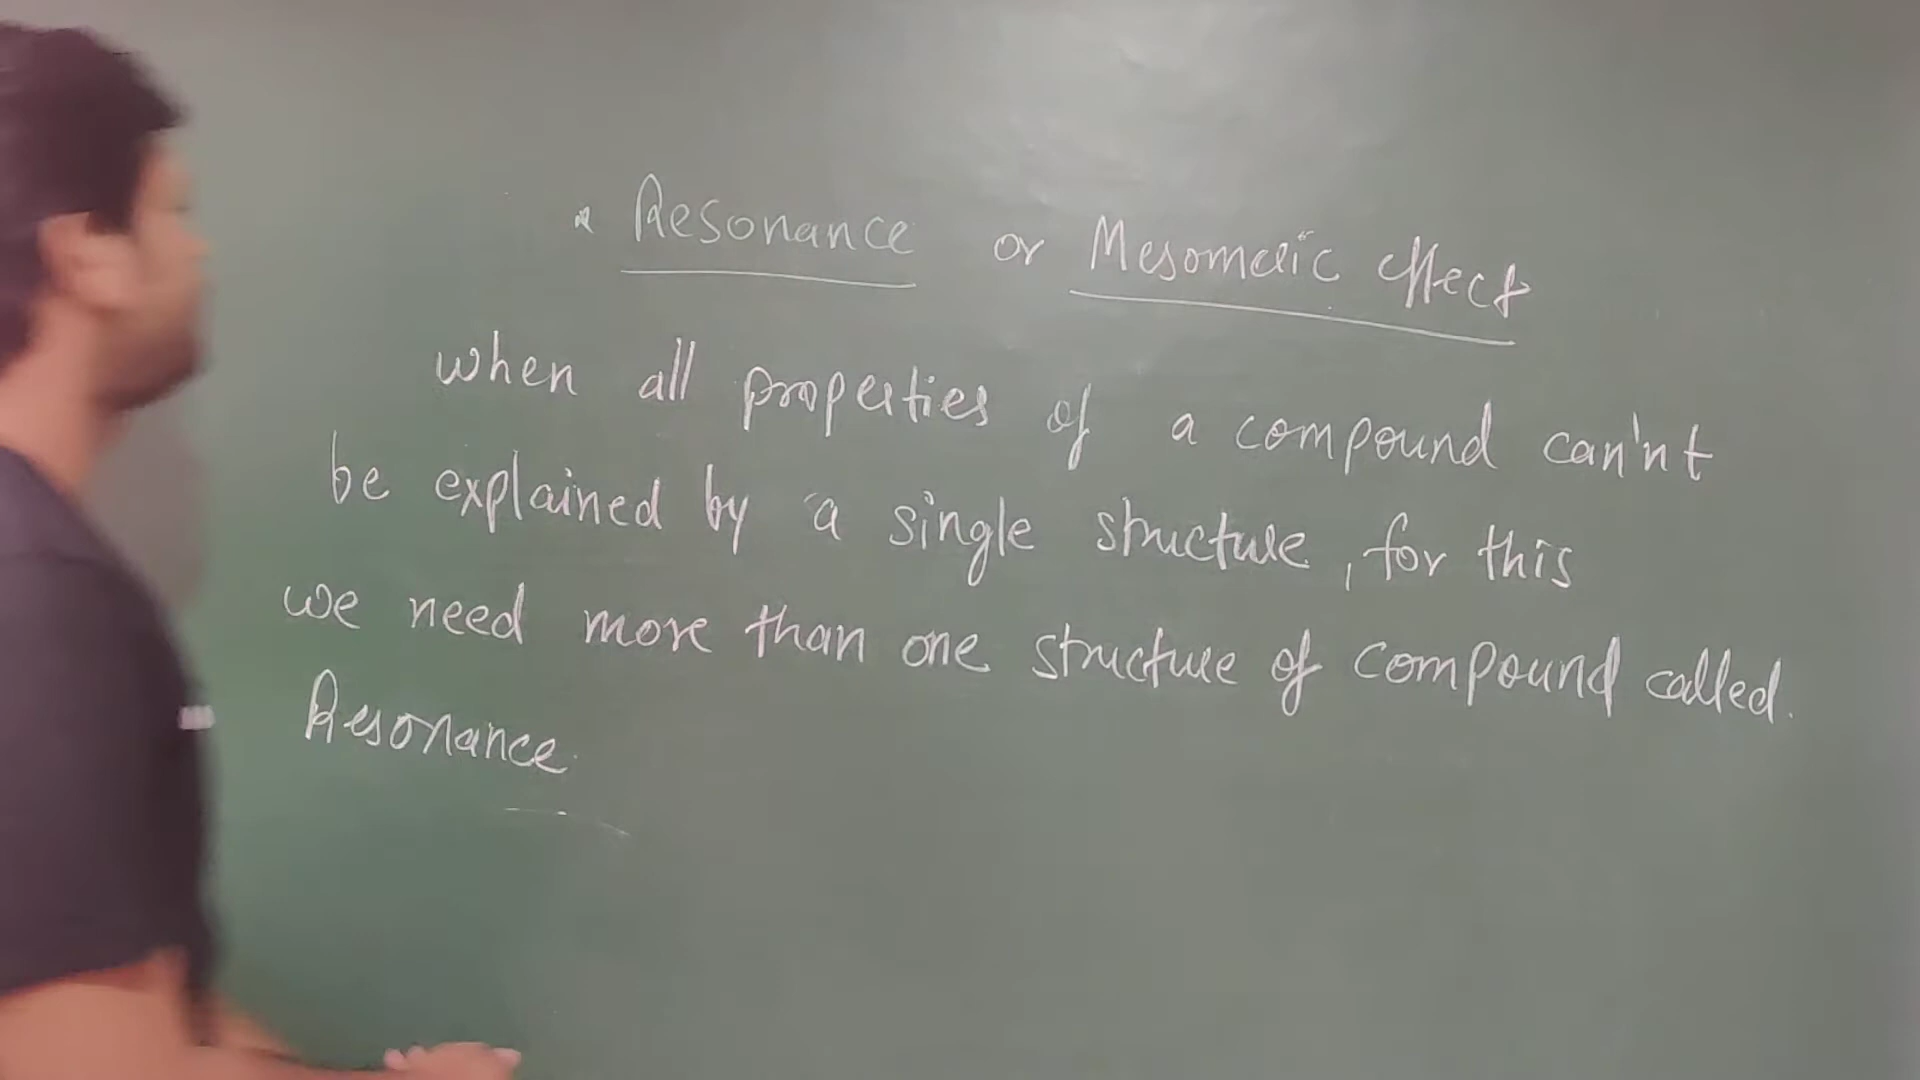 * Resonance or Mesomeric effect
when all properties of a compound can'nt
be explained by a single structure, for this
we need more than one structure of compound called.
Resonance.